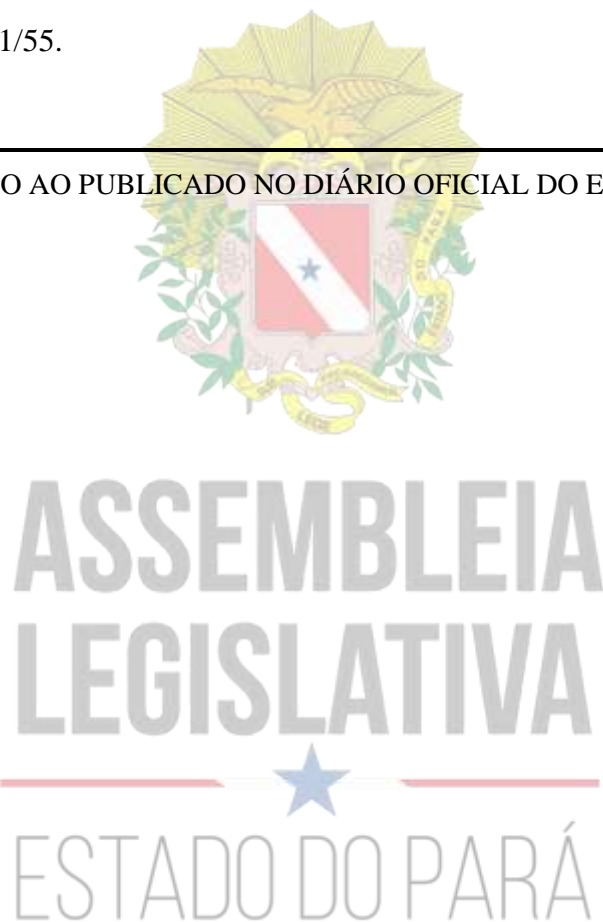 1/55.
O AO PUBLICADO NO DIÁRIO OFICIAL DO E
ASSEMBLEIA
LEGISLATIVA
ESTADO DO PARÁ